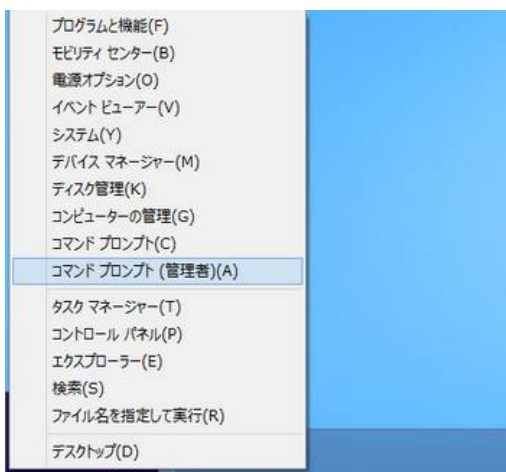 プログラムと機能(F)
モビリティ センター(B)
電源オプション(O)
イベント ビューアー(V)
システム(Y)
デバイス マネージャー(M)
ディスク管理(K)
コンピューターの管理(G)
コマンド プロンプト(C)
コマンド プロンプト (管理者)(A)
タスク マネージャー(T)
コントロール パネル(P)
エクスプローラー(E)
検索(S)
ファイル名を指定して実行(R)
デスクトップ(D)